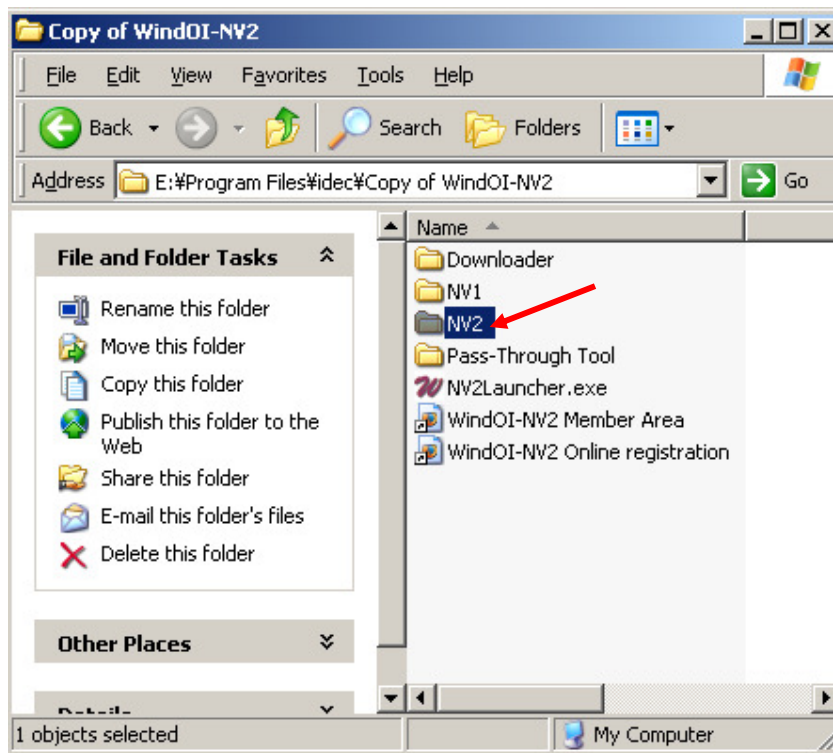 Copy of WindOI-NV2
File Edit View Favorites Tools Help
Back Search Folders
Address E:¥Program Files¥idec¥Copy of WindOI-NV2 Go
File and Folder Tasks
Rename this folder
Move this folder
Copy this folder
Publish this folder to the
Web
Share this folder
E-mail this folder's files
Delete this folder
Other Places
Details
Name
Downloader
NV1
NV2
Pass-Through Tool
NV2Launcher.exe
WindOI-NV2 Member Area
WindOI-NV2 Online registration
1 objects selected
My Computer